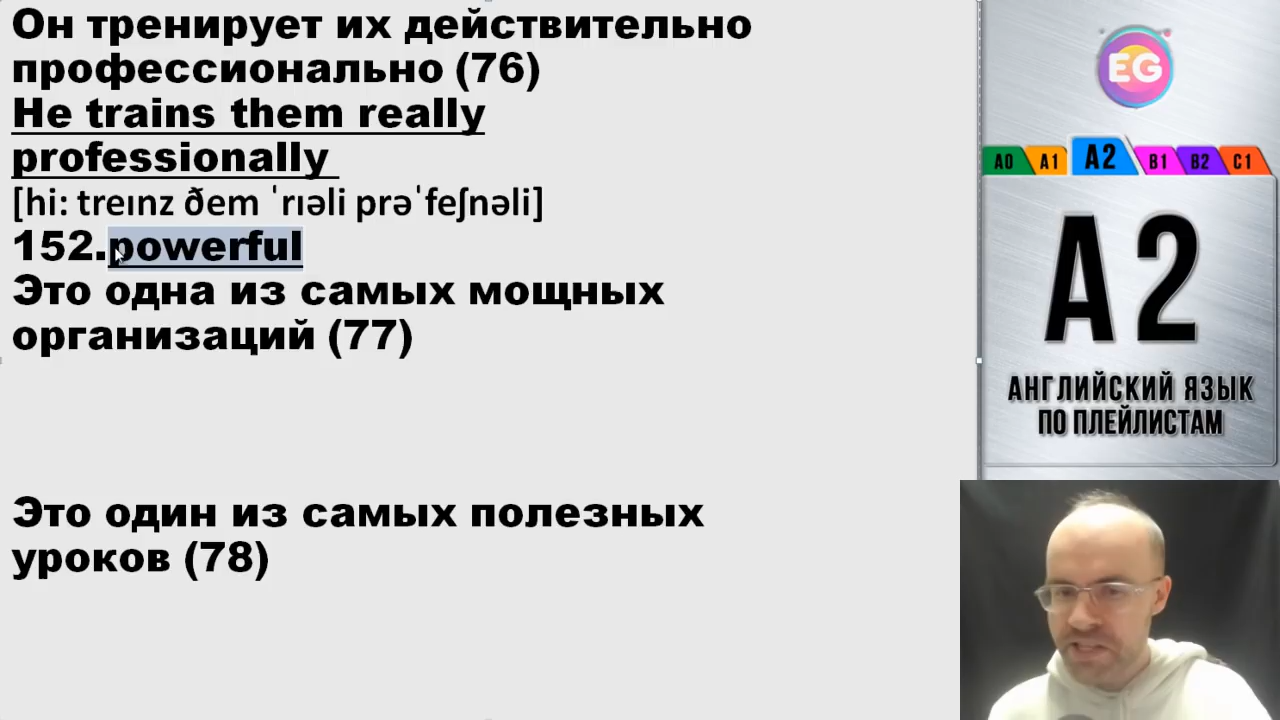 Он тренирует их действительно
профессионально (76)
He trains them really
professionally
[hi: treɪnz ðem ˈrɪəli prəˈfeʃnəli]
152.powerful
Это одна из самых мощных
организаций (77)
Это один из самых полезных
уроков (78)
EG
A0 A1 A2 B1 B2 C1
A2
АНГЛИЙСКИЙ ЯЗЫК
ПО ПЛЕЙЛИСТАМ